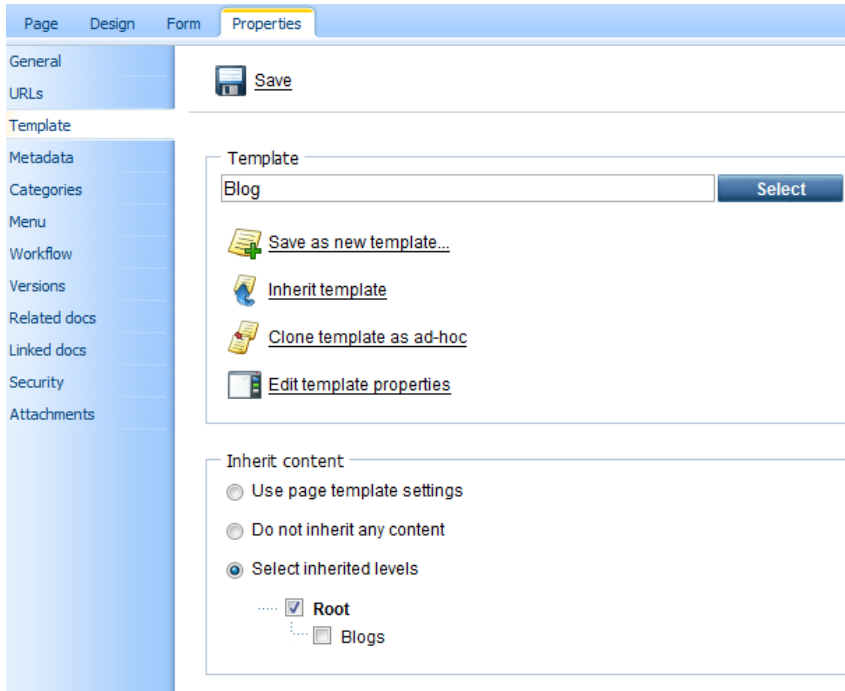 Page Design Form Properties
General
URLs
Template
Metadata
Categories
Menu
Workflow
Versions
Related docs
Linked docs
Security
Attachments
Save
Template
Blog Select
Save as new template...
Inherit template
Clone template as ad-hoc
Edit template properties
Inherit content
Use page template settings
Do not inherit any content
Select inherited levels
Root
Blogs